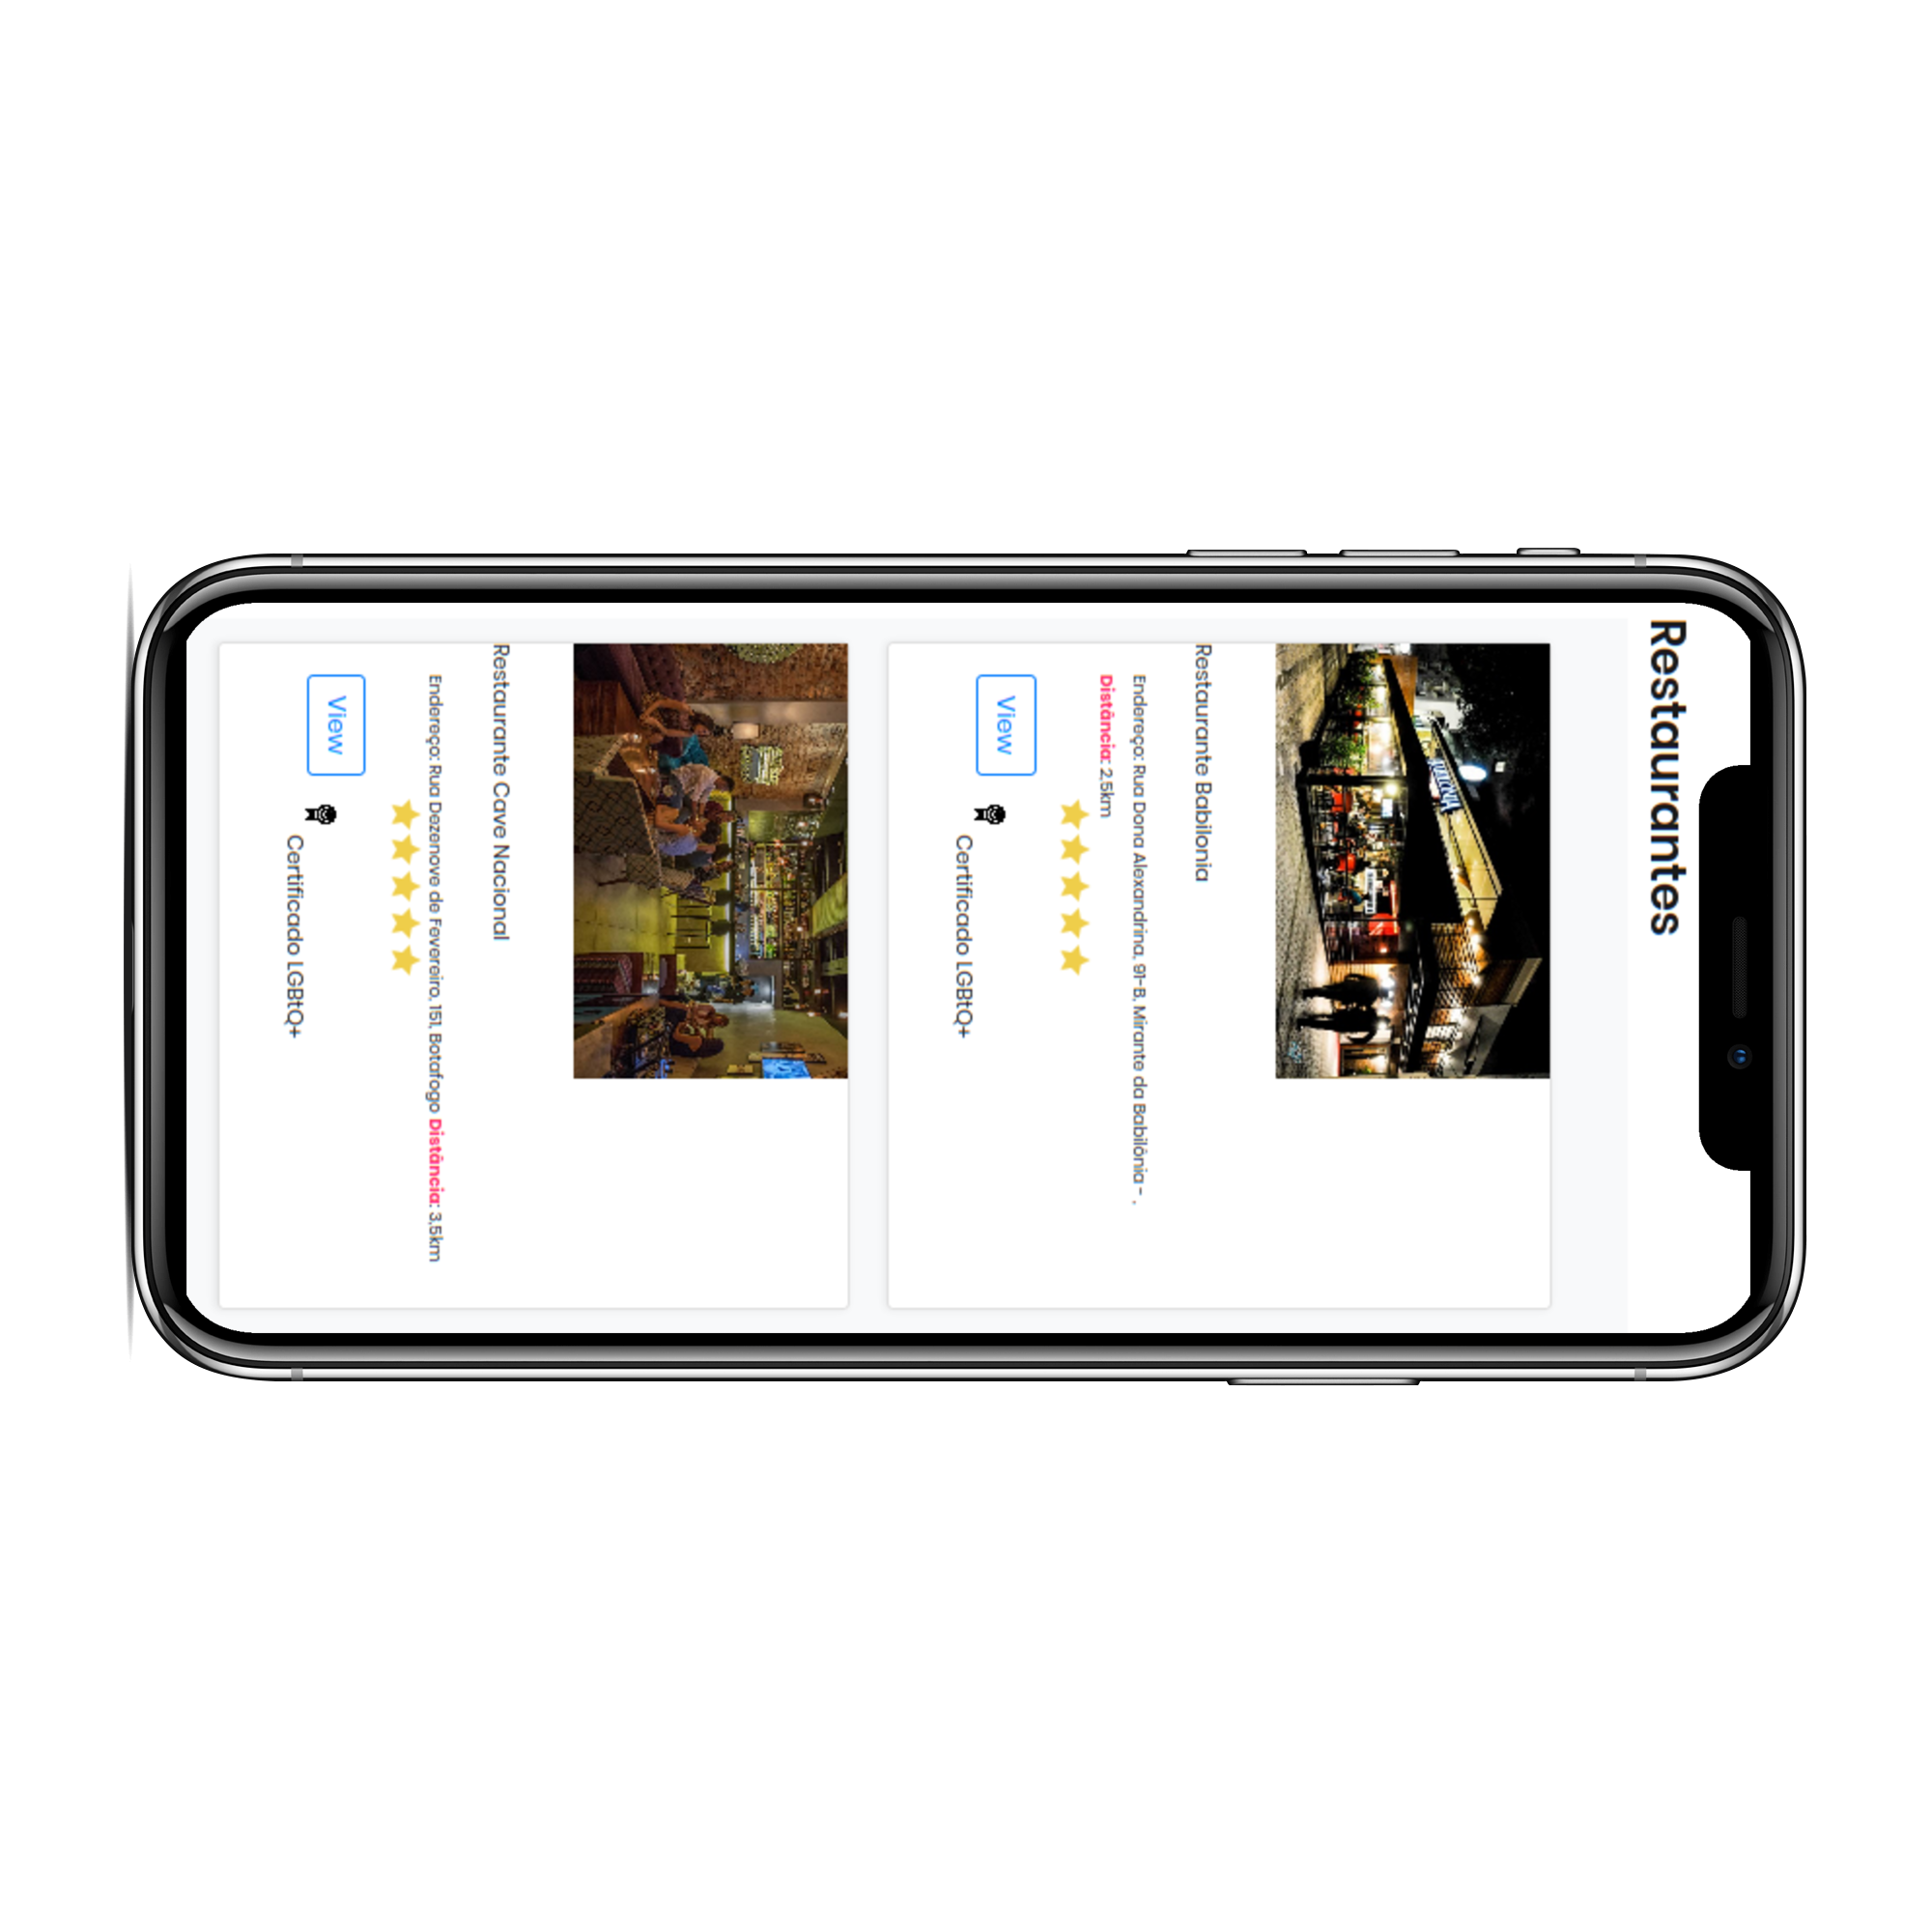 Restaurantes
Restaurante Babilonia
Endereço: Rua Dona Alexandrina, 91-B, Mirante da Babilônia - ,
Distância: 2.5km
View
Certificado LGBtQ+
Restaurante Cave Nacional
Endereço: Rua Dezenove de Fevereiro, 151, Botafogo Distância: 3,5km
View
Certificado LGBtQ+